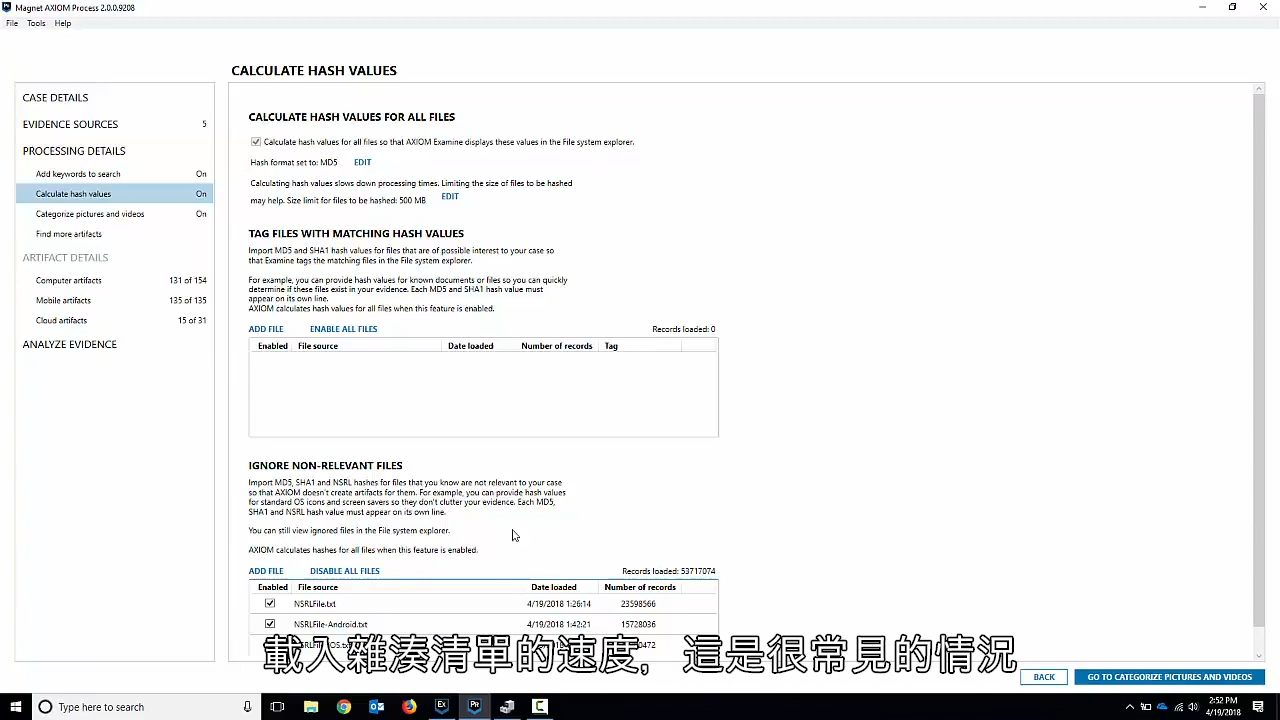 Magnet AXIOM Process 2.0.0.9208
File Tools Help
CALCULATE HASH VALUES
CASE DETAILS
EVIDENCE SOURCES 5
PROCESSING DETAILS
Add keywords to search On
Calculate hash values On
Categorize pictures and videos On
Find more artifacts
ARTIFACT DETAILS
Computer artifacts 131 of 154
Mobile artifacts 135 of 135
Cloud artifacts 15 of 31
ANALYZE EVIDENCE
CALCULATE HASH VALUES FOR ALL FILES
Calculate hash values for all files so that AXIOM Examine displays these values in the File system explorer.
Hash format set to: MD5 EDIT
Calculating hash values slows down processing times. Limiting the size of files to be hashed
may help. Size limit for files to be hashed: 500 MB EDIT
TAG FILES WITH MATCHING HASH VALUES
Import MD5 and SHA1 hash values for files that are of possible interest to your case so
that Examine tags the matching files in the File system explorer.
For example, you can provide hash values for known documents or files so you can quickly
determine if these files exist in your evidence. Each MD5 and SHA1 hash value must
appear on its own line.
AXIOM calculates hash values for all files when this feature is enabled.
ADD FILE ENABLE ALL FILES Records loaded: 0
Enabled File source Date loaded Number of records Tag
IGNORE NON-RELEVANT FILES
Import MD5, SHA1 and NSRL hashes for files that you know are not relevant to your case
so that AXIOM doesn't create artifacts for them. For example, you can provide hash values
for standard OS icons and screen savers so they don't clutter your evidence. Each MD5,
SHA1 and NSRL hash value must appear on its own line.
You can still view ignored files in the File system explorer.
AXIOM calculates hashes for all files when this feature is enabled.
ADD FILE DISABLE ALL FILES Records loaded: 53717074
Enabled File source Date loaded Number of records
NSRLFile.txt 4/19/2018 1:26:14 23598566
NSRLFile-Android.txt 4/19/2018 1:42:21 15728036
載入雜湊清單的速度，這是很常見的情況
BACK GO TO CATEGORIZE PICTURES AND VIDEOS
Type here to search
2:52 PM
4/19/2018